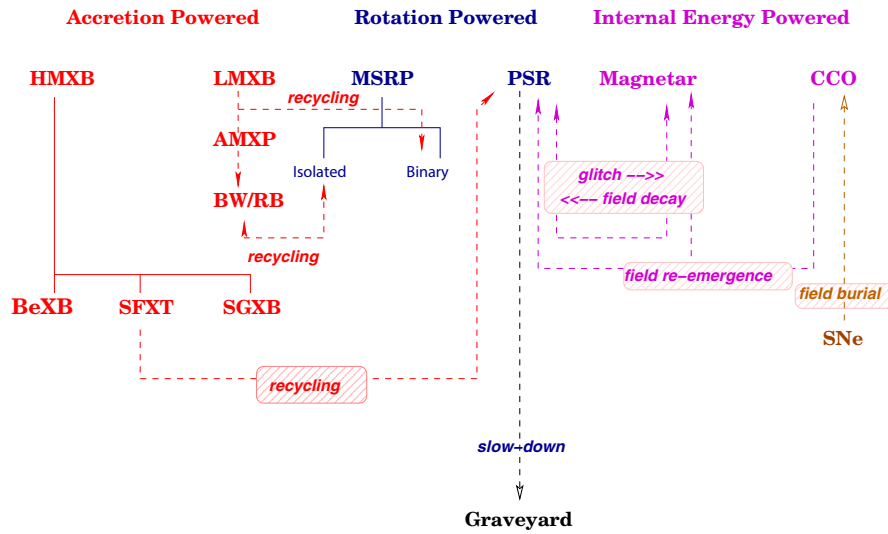 Accretion Powered Rotation Powered Internal Energy Powered
HMXB LMXB MSRP PSR Magnetar CCO
recycling
AMXP
Isolated Binary
glitch −−>>
BW/RB
<<−− field decay
recycling
field re−emergence
field burial
BeXB SFXT SGXB
SNe
recycling
slow−down
Graveyard